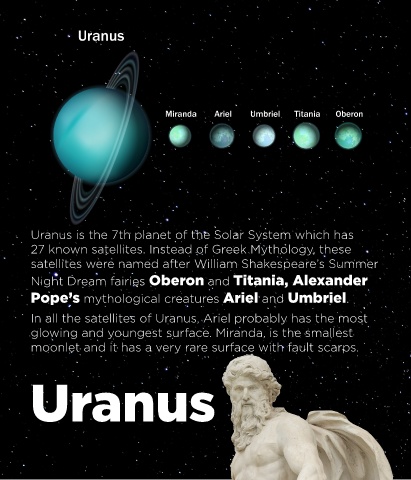 Uranus
Miranda Ariel Umbriel Titania Oberon
Uranus is the 7th planet of the Solar System which has
27 known satellites. Instead of Greek Mythology, these
satellites were named after William Shakespeare's Summer
Night Dream fairies Oberon and Titania, Alexander
Pope's mythological creatures Ariel and Umbriel.
In all the satellites of Uranus, Ariel probably has the most
glowing and youngest surface. Miranda, is the smallest
moonlet and it has a very rare surface with fault scarps.
Uranus